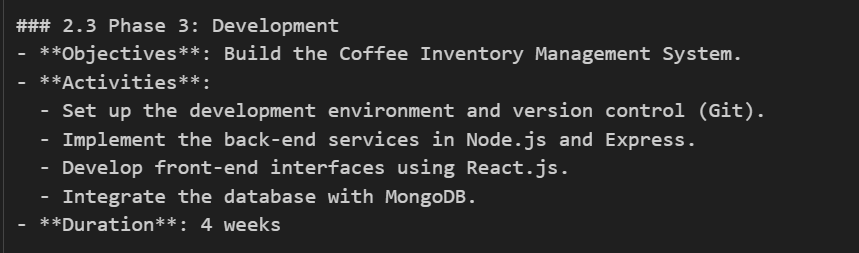 ### 2.3 Phase 3: Development
- **Objectives**: Build the Coffee Inventory Management System.
- **Activities**:
  - Set up the development environment and version control (Git).
  - Implement the back-end services in Node.js and Express.
  - Develop front-end interfaces using React.js.
  - Integrate the database with MongoDB.
- **Duration**: 4 weeks